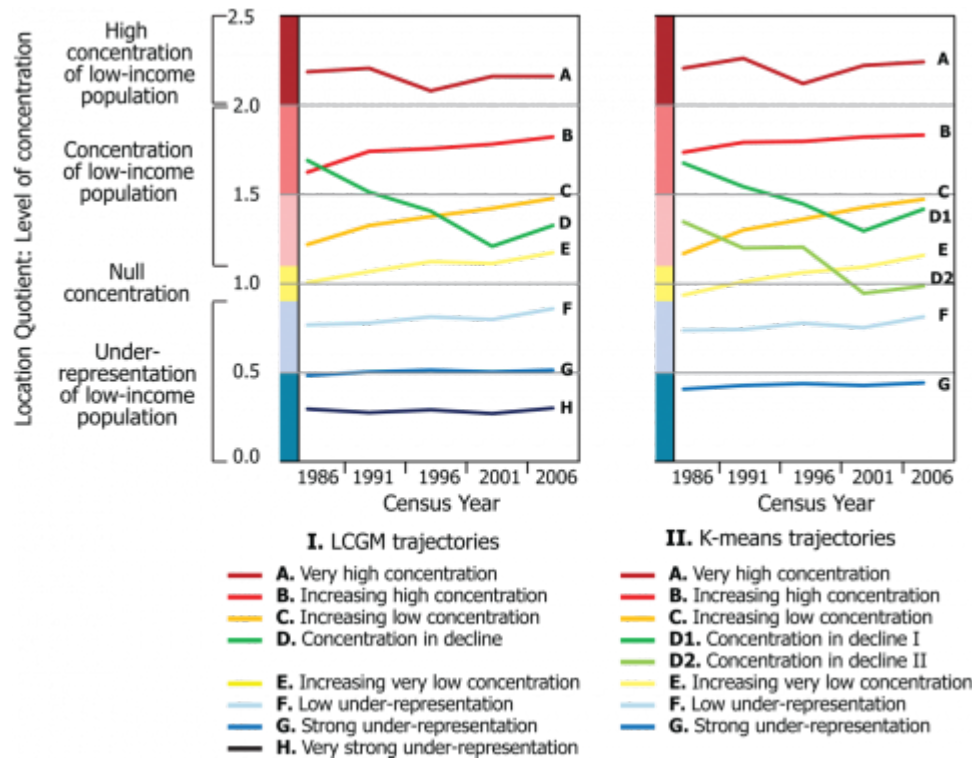 Location Quotient: Level of concentration
High
concentration
of low-income
population
Concentration
of low-income
population
Null
concentration
Under-
representation
of low-income
population
2.5
2.0
1.5
1.0
0.5
0.0
A
B
C
D
E
F
G
H
1986 1991 1996 2001 2006
Census Year
A
B
C
D1
E
D2
F
G
1986 1991 1996 2001 2006
Census Year
I. LCGM trajectories
A. Very high concentration
B. Increasing high concentration
C. Increasing low concentration
D. Concentration in decline
E. Increasing very low concentration
F. Low under-representation
G. Strong under-representation
H. Very strong under-representation
II. K-means trajectories
A. Very high concentration
B. Increasing high concentration
C. Increasing low concentration
D1. Concentration in decline I
D2. Concentration in decline II
E. Increasing very low concentration
F. Low under-representation
G. Strong under-representation